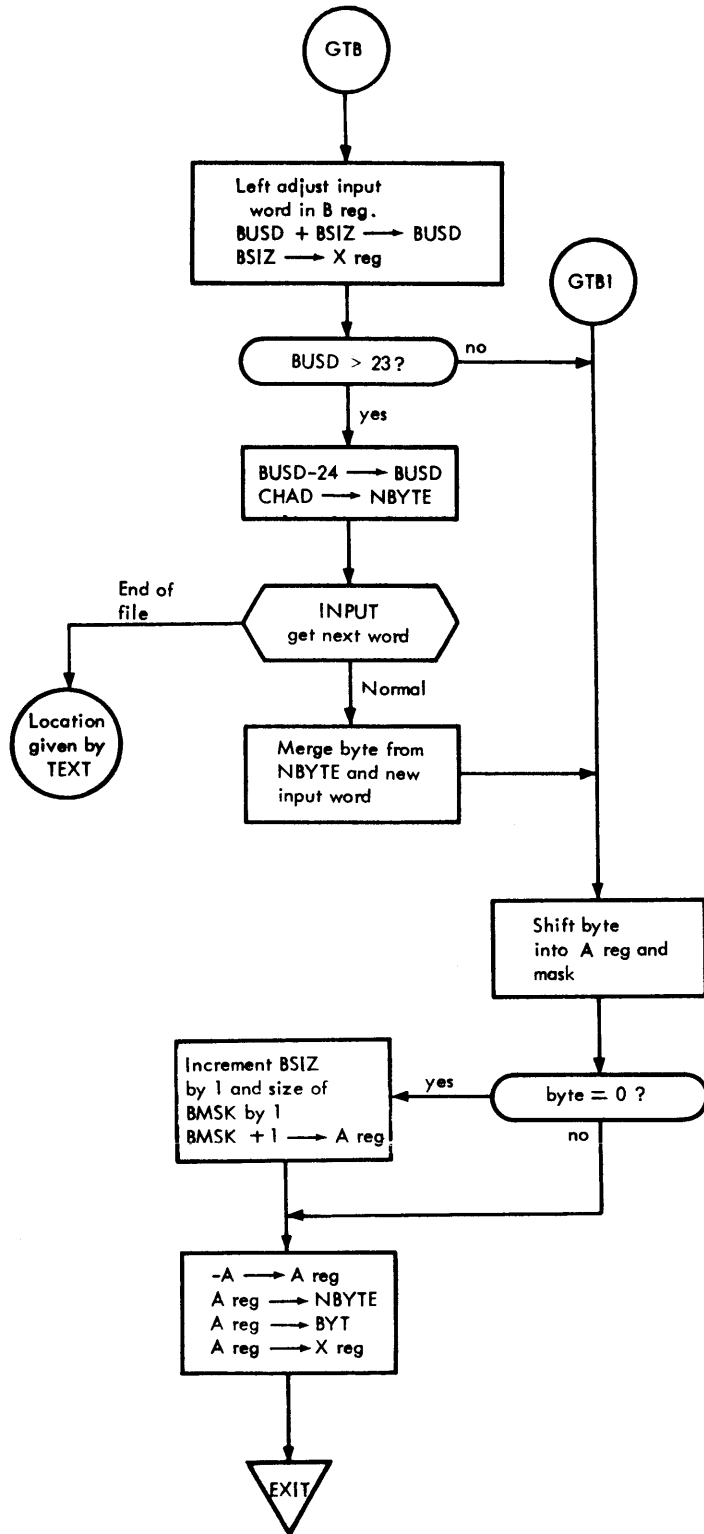 GTB
Left adjust input
word in B reg.
BUSD + BSIZ → BUSD
BSIZ → X reg
GTB1
BUSD > 23?
no
yes
BUSD-24 → BUSD
CHAD → NBYTE
End of
file
INPUT
get next word
Normal
Location
given by
TEXT
Merge byte from
NBYTE and new
input word
Shift byte
into A reg and
mask
byte = 0 ?
yes
no
Increment BSIZ
by 1 and size of
BMSK by 1
BMSK +1 → A reg
-A → A reg
A reg → NBYTE
A reg → BYT
A reg → X reg
EXIT